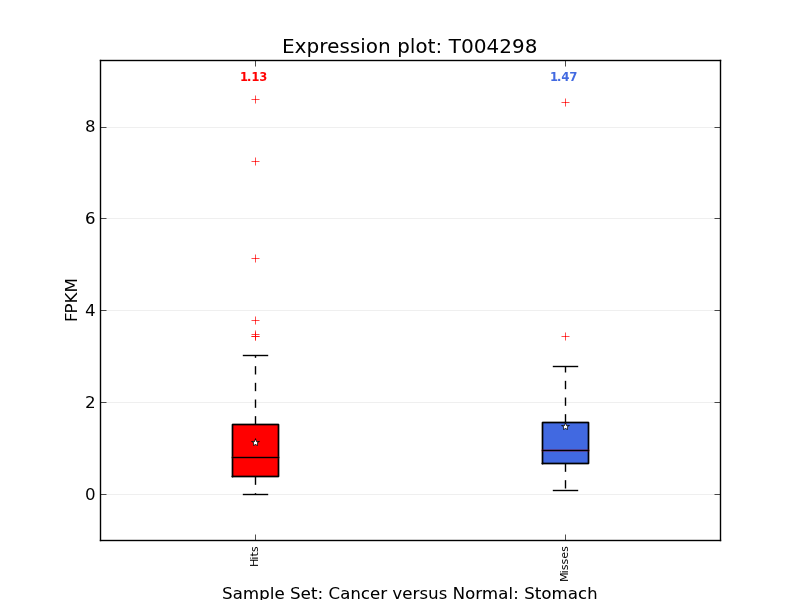 Expression plot: T004298
1.13
1.47
8
6
4
2
0
FPKM
Hits
Misses
Sample Set: Cancer versus Normal: Stomach